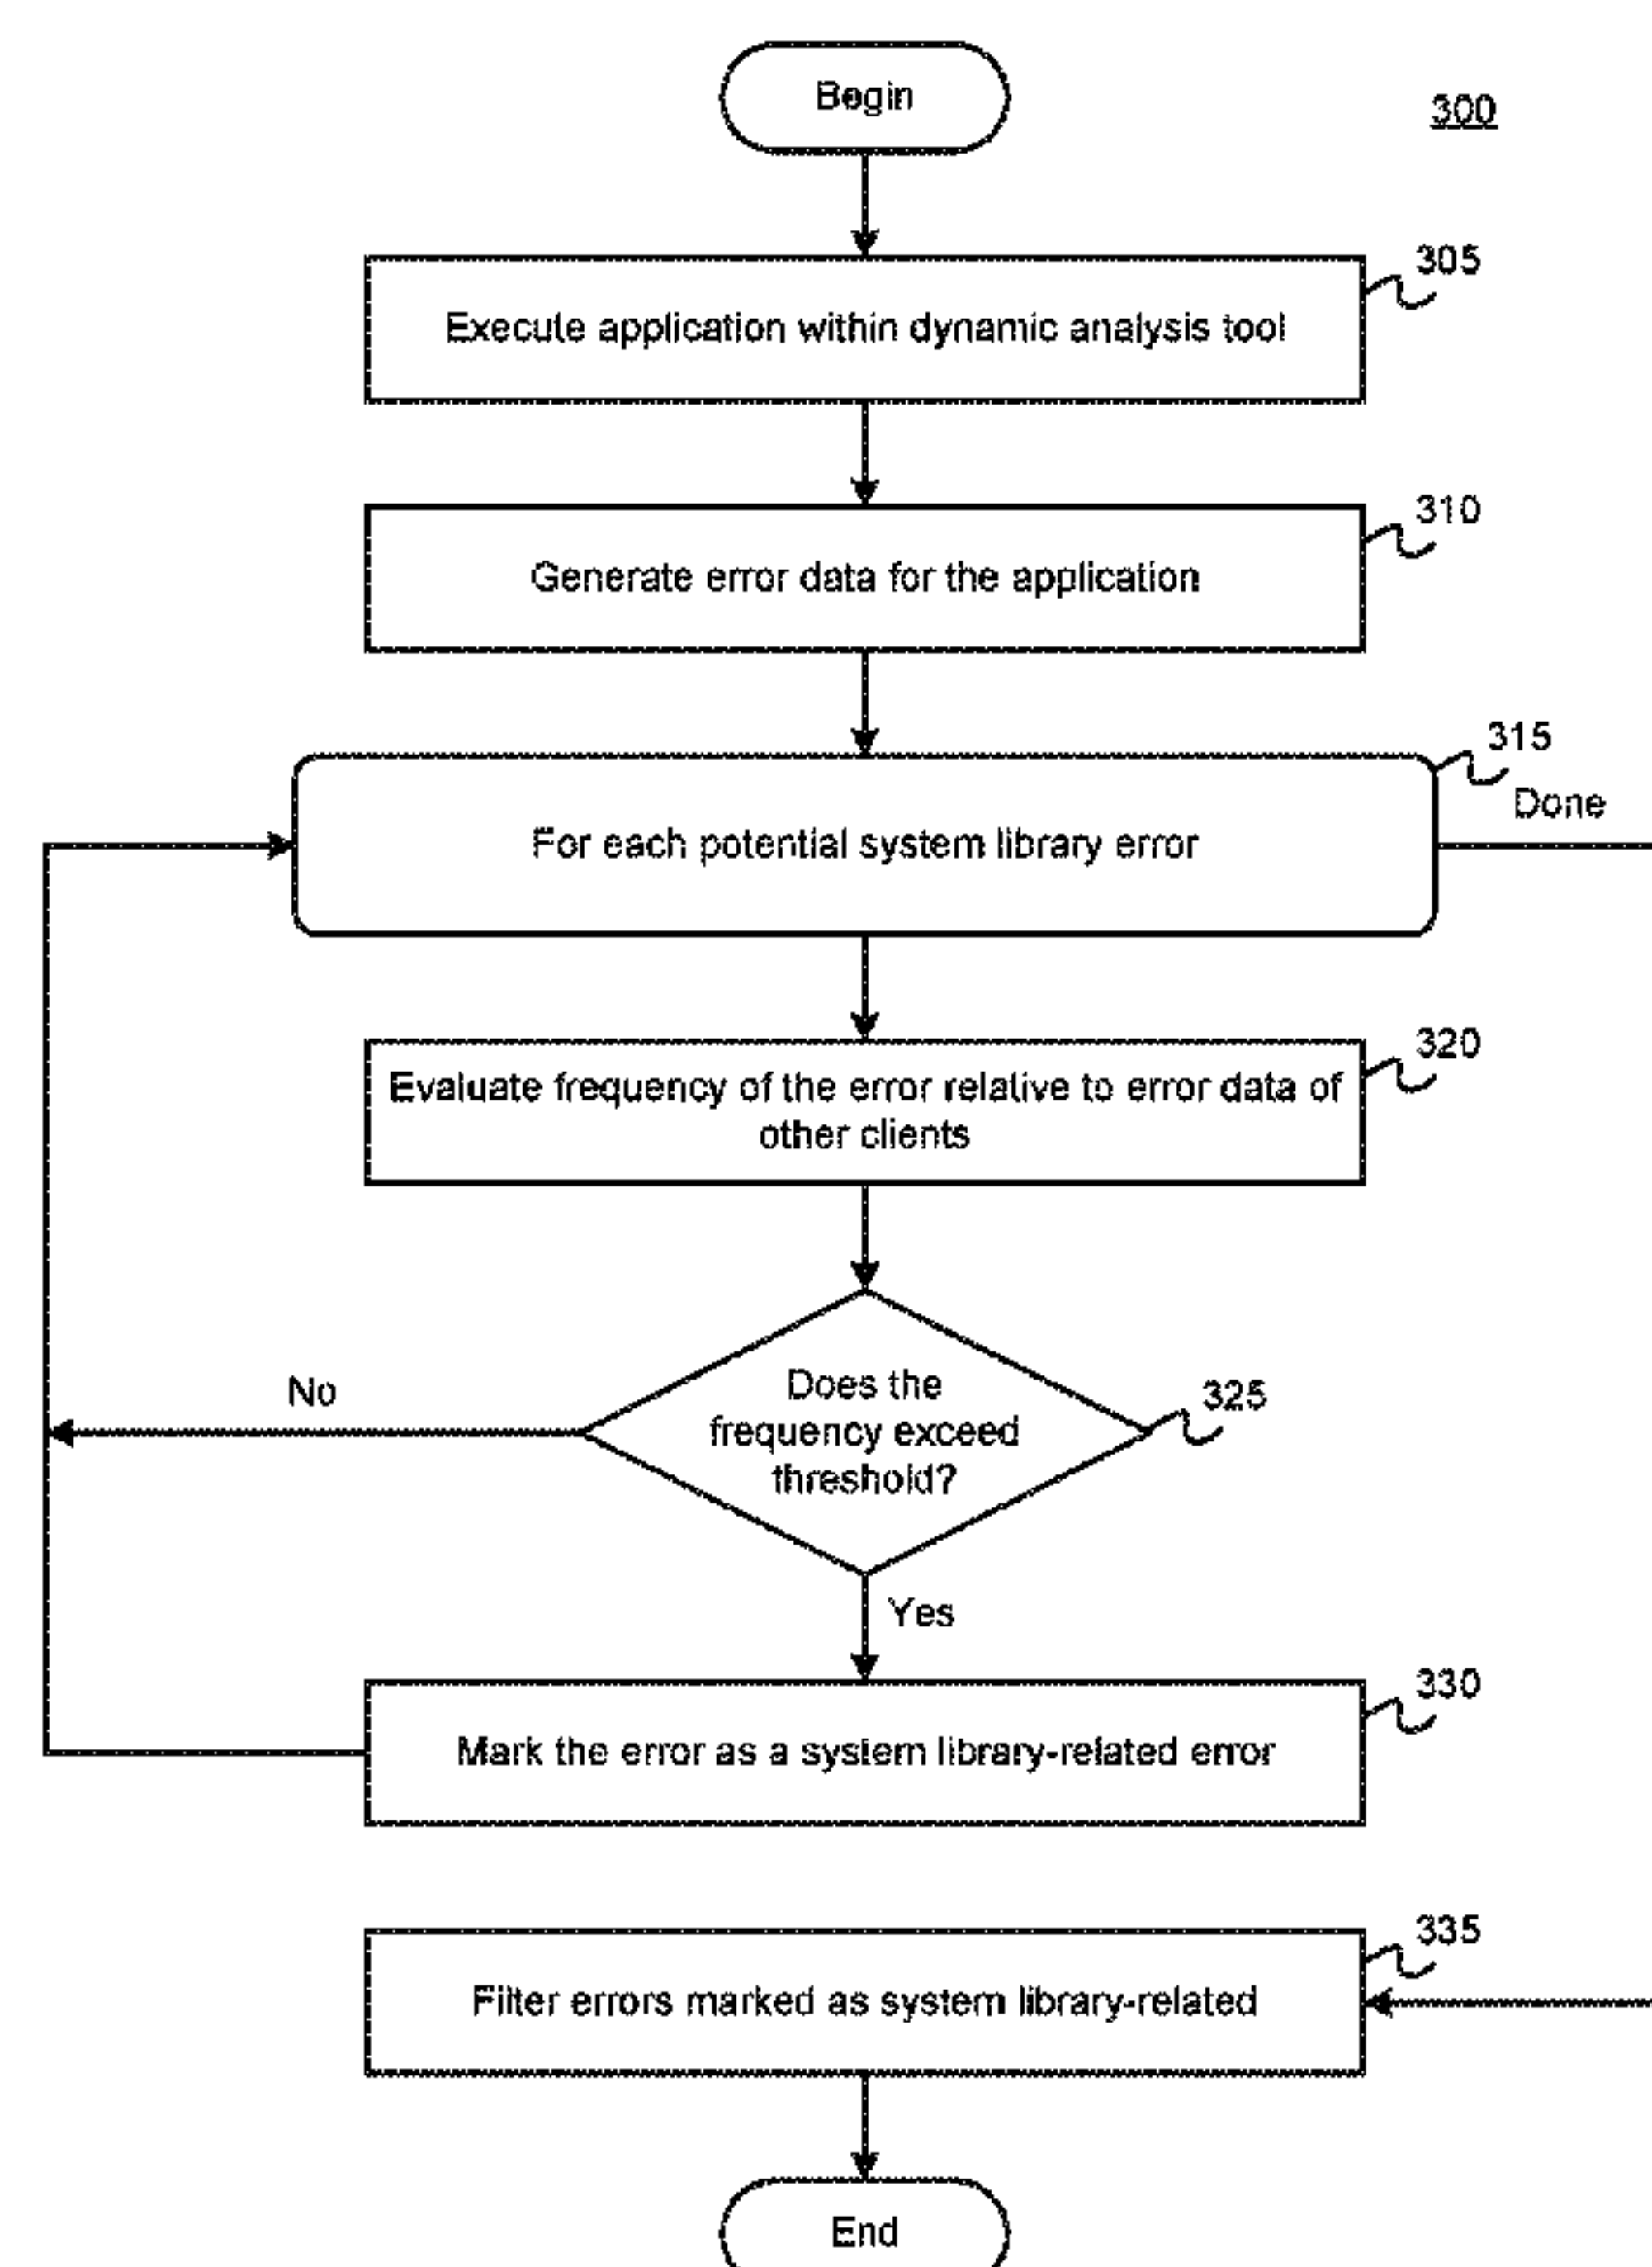 Begin
300
305
Execute application within dynamic analysis tool
310
Generate error data for the application
315
Done
For each potential system library error
320
Evaluate frequency of the error relative to error data of
other clients
Does the
frequency exceed
threshold?
325
No
Yes
330
Mark the error as a system library-related error
335
Filter errors marked as system library-related
End